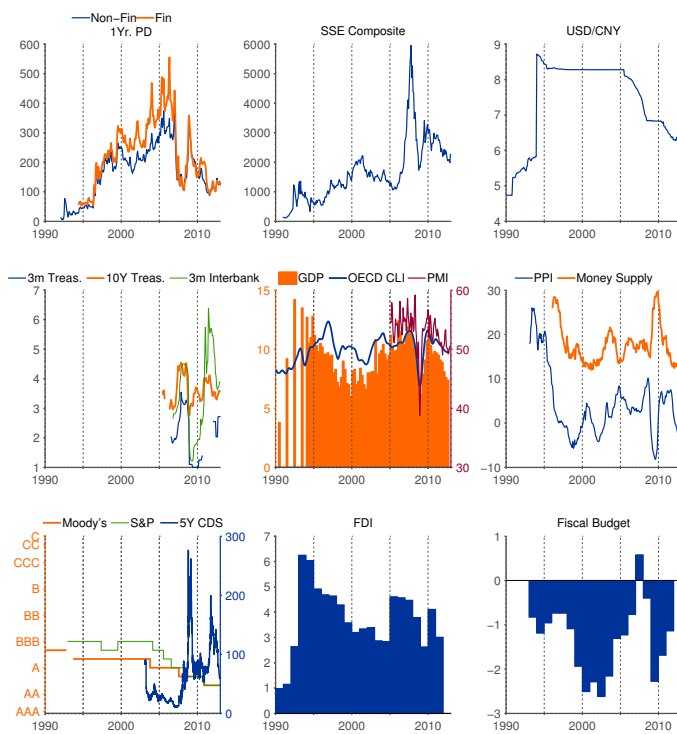 Non−Fin Fin
1Yr. PD
600
500
400
300
200
100
0
1990 2000 2010
SSE Composite
6000
5000
4000
3000
2000
1000
0
1990 2000 2010
USD/CNY
9
8
7
6
5
4
1990 2000 2010
3m Treas. 10Y Treas. 3m Interbank
7
6
5
4
3
2
1
1990 2000 2010
GDP OECD CLI PMI
15 60
10 50
5 40
0 30
1990 2000 2010
PPI Money Supply
30
20
10
0
−10
1990 2000 2010
Moody's S&P 5Y CDS
C 300
CC
CCC
B 200
BB
BBB 100
A
AA
AAA 0
1990 2000 2010
FDI
7
6
5
4
3
2
1
0
1990 2000 2010
Fiscal Budget
1
0
−1
−2
−3
1990 2000 2010